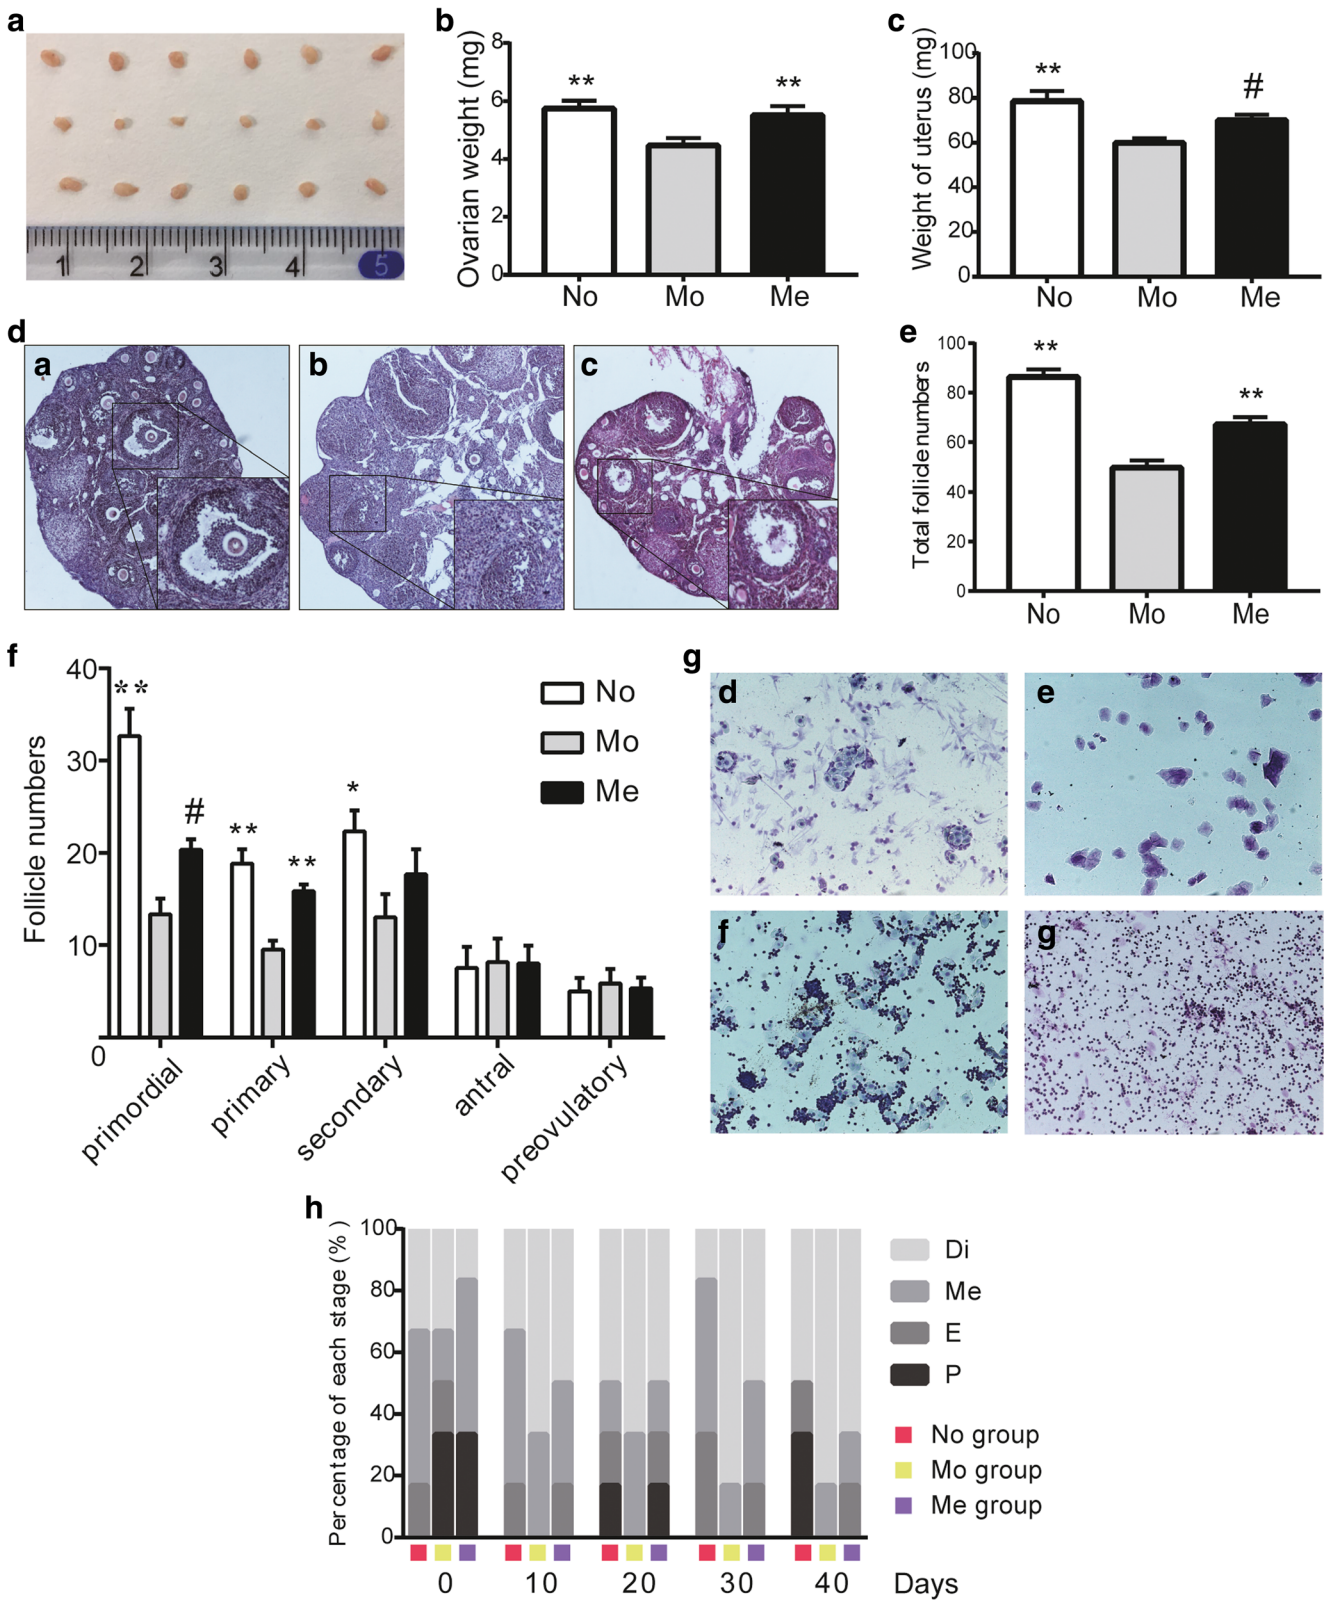 a
1 2 3 4 5
b
Ovarian weight (mg)
8
6
4
2
0
** **
No Mo Me
c
Weight of uterus (mg)
100
80
60
40
20
0
** #
No Mo Me
d
a b c
e
Total follicle numbers
100
80
60
40
20
0
** **
No Mo Me
f
Follicle numbers
40
30
20
10
0
** # ** ** *
No
Mo
Me
primordial primary secondary antral preovulatory
g
d e
f g
h
Percentage of each stage (%)
100
80
60
40
20
0
Di
Me
E
P
No group
Mo group
Me group
0 10 20 30 40 Days